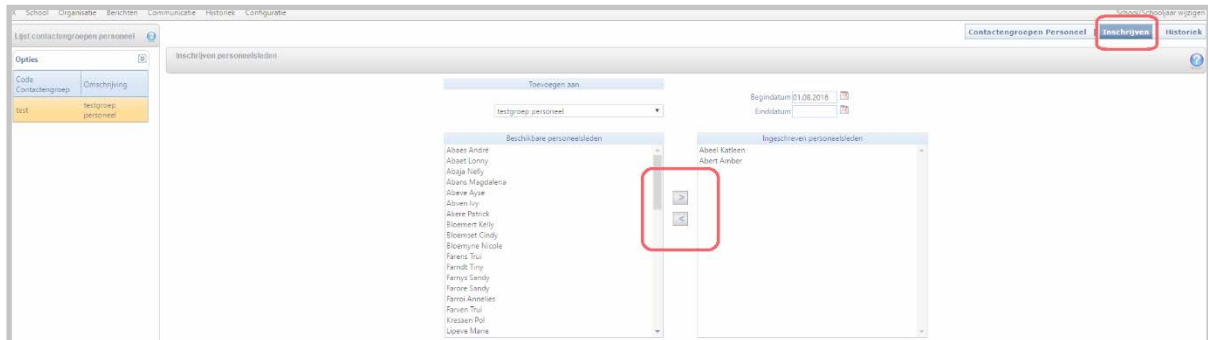 School Organisatie Berichten Communicatie Historiek Configuratie
School/Schooljaar wijzigen
Lijst contactengroepen personeel
Contactengroepen Personeel | Inschrijven Historiek
Opties
Inschrijven personeelsleden
Code Contactengroep
Omschrijving
test
testgroep personeel
Toevoegen aan
testgroep personeel
Begindatum 01.08.2016
Einddatum
Beschikbare personeelsleden
Abaes André
Abaet Lonny
Abaja Nelly
Abans Magdalena
Abeve Ayse
Abven Ivy
Akere Patrick
Bloemert Kelly
Bloemset Cindy
Bloemyne Nicole
Farens Trui
Farndt Tiny
Farnys Sandy
Farore Sandy
Farroi Annelies
Farven Trui
Kresaen Pol
Lipeve Marie
>
<
Ingeschreven personeelsleden
Abeel Katleen
Abert Amber